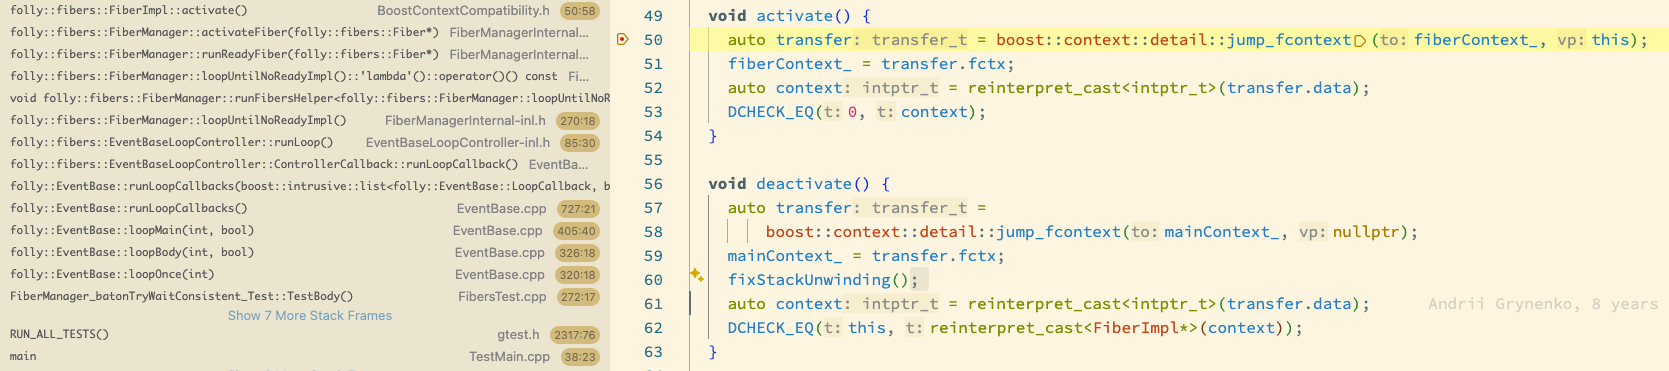 folly::fibers::FiberImpl::activate() BoostContextCompatibility.h 50:58
folly::fibers::FiberManager::activateFiber(folly::fibers::Fiber*) FiberManagerInternal...
folly::fibers::FiberManager::runReadyFiber(folly::fibers::Fiber*) FiberManagerInternal...
folly::fibers::FiberManager::loopUntilNoReadyImpl()::'lambda'()::operator()() const Fi...
void folly::fibers::FiberManager::runFibersHelper<folly::fibers::FiberManager::loopUntilNoR
folly::fibers::FiberManager::loopUntilNoReadyImpl() FiberManagerInternal-inl.h 270:18
folly::fibers::EventBaseLoopController::runLoop() EventBaseLoopController-inl.h 85:30
folly::fibers::EventBaseLoopController::ControllerCallback::runLoopCallback() EventBa...
folly::EventBase::runLoopCallbacks(boost::intrusive::list<folly::EventBase::LoopCallback, b
folly::EventBase::runLoopCallbacks() EventBase.cpp 727:21
folly::EventBase::loopMain(int, bool) EventBase.cpp 405:40
folly::EventBase::loopBody(int, bool) EventBase.cpp 326:18
folly::EventBase::loopOnce(int) EventBase.cpp 320:18
FiberManager_batonTryWaitConsistent_Test::TestBody() FibersTest.cpp 272:17
Show 7 More Stack Frames
RUN_ALL_TESTS() gtest.h 2317:76
main TestMain.cpp 38:23
49 void activate() {
50 auto transfer: transfer_t = boost::context::detail::jump_fcontext(to: fiberContext_, vp: this);
51 fiberContext_ = transfer.fctx;
52 auto context: intptr_t = reinterpret_cast<intptr_t>(transfer.data);
53 DCHECK_EQ(t: 0, t: context);
54 }
55
56 void deactivate() {
57 auto transfer: transfer_t =
58 boost::context::detail::jump_fcontext(to: mainContext_, vp: nullptr);
59 mainContext_ = transfer.fctx;
60 fixStackUnwinding();
61 auto context: intptr_t = reinterpret_cast<intptr_t>(transfer.data); Andrii Grynenko, 8 years
62 DCHECK_EQ(t: this, t: reinterpret_cast<FiberImpl*>(context));
63 }